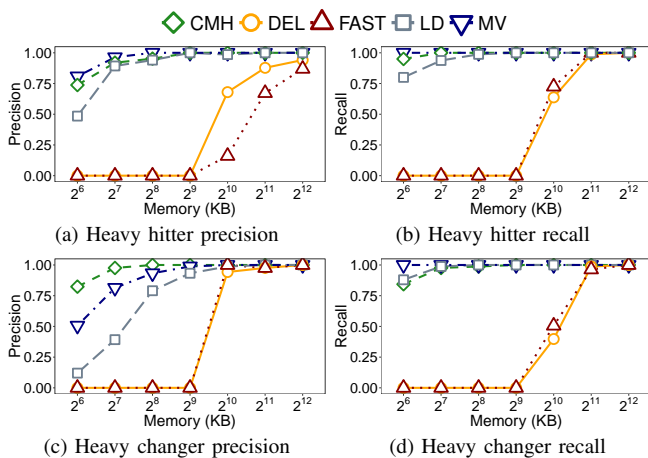 CMH DEL FAST LD MV
1.00
0.75
0.50
0.25
0.00
Precision
2^6 2^7 2^8 2^9 2^10 2^11 2^12
Memory (KB)
(a) Heavy hitter precision
1.00
0.75
0.50
0.25
0.00
Recall
2^6 2^7 2^8 2^9 2^10 2^11 2^12
Memory (KB)
(b) Heavy hitter recall
1.00
0.75
0.50
0.25
0.00
Precision
2^6 2^7 2^8 2^9 2^10 2^11 2^12
Memory (KB)
(c) Heavy changer precision
1.00
0.75
0.50
0.25
0.00
Recall
2^6 2^7 2^8 2^9 2^10 2^11 2^12
Memory (KB)
(d) Heavy changer recall